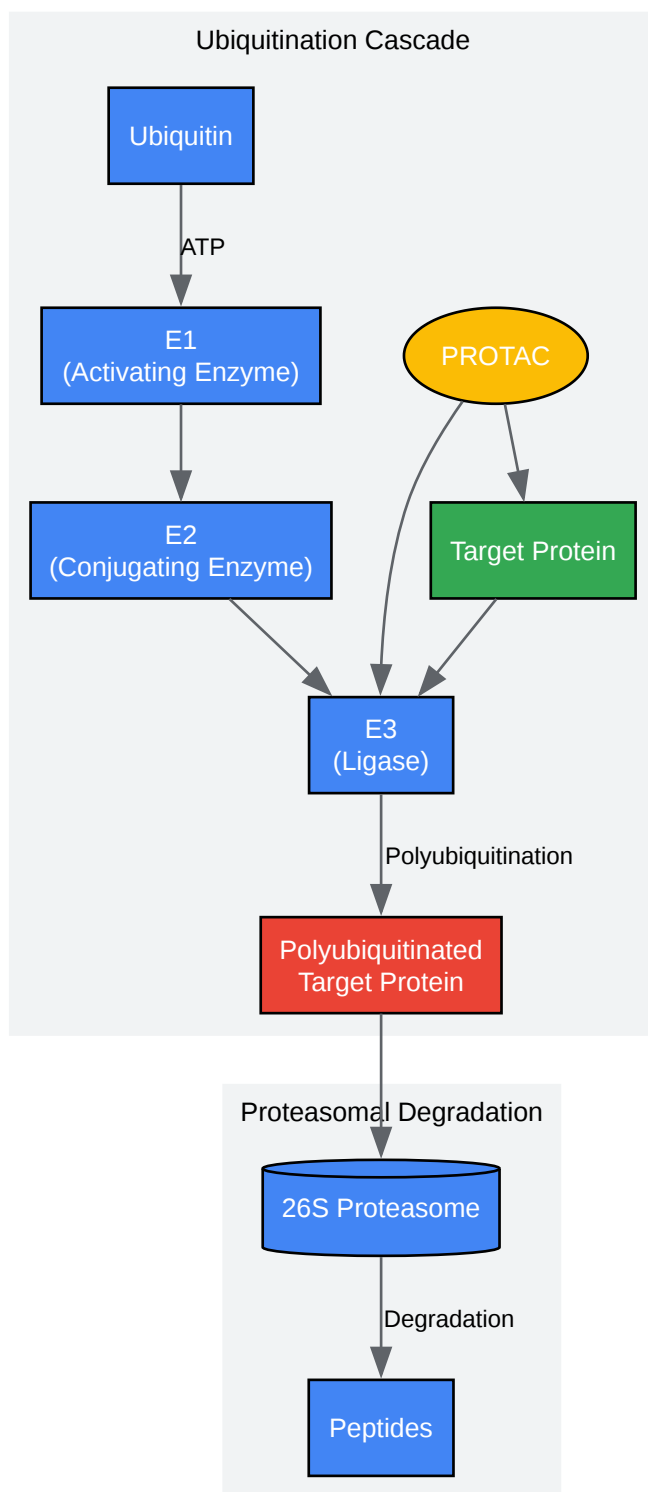 Ubiquitination Cascade
Ubiquitin
ATP
E1
(Activating Enzyme)
PROTAC
E2
(Conjugating Enzyme)
Target Protein
E3
(Ligase)
Polyubiquitination
Polyubiquitinated
Target Protein
Proteasomal Degradation
26S Proteasome
Degradation
Peptides